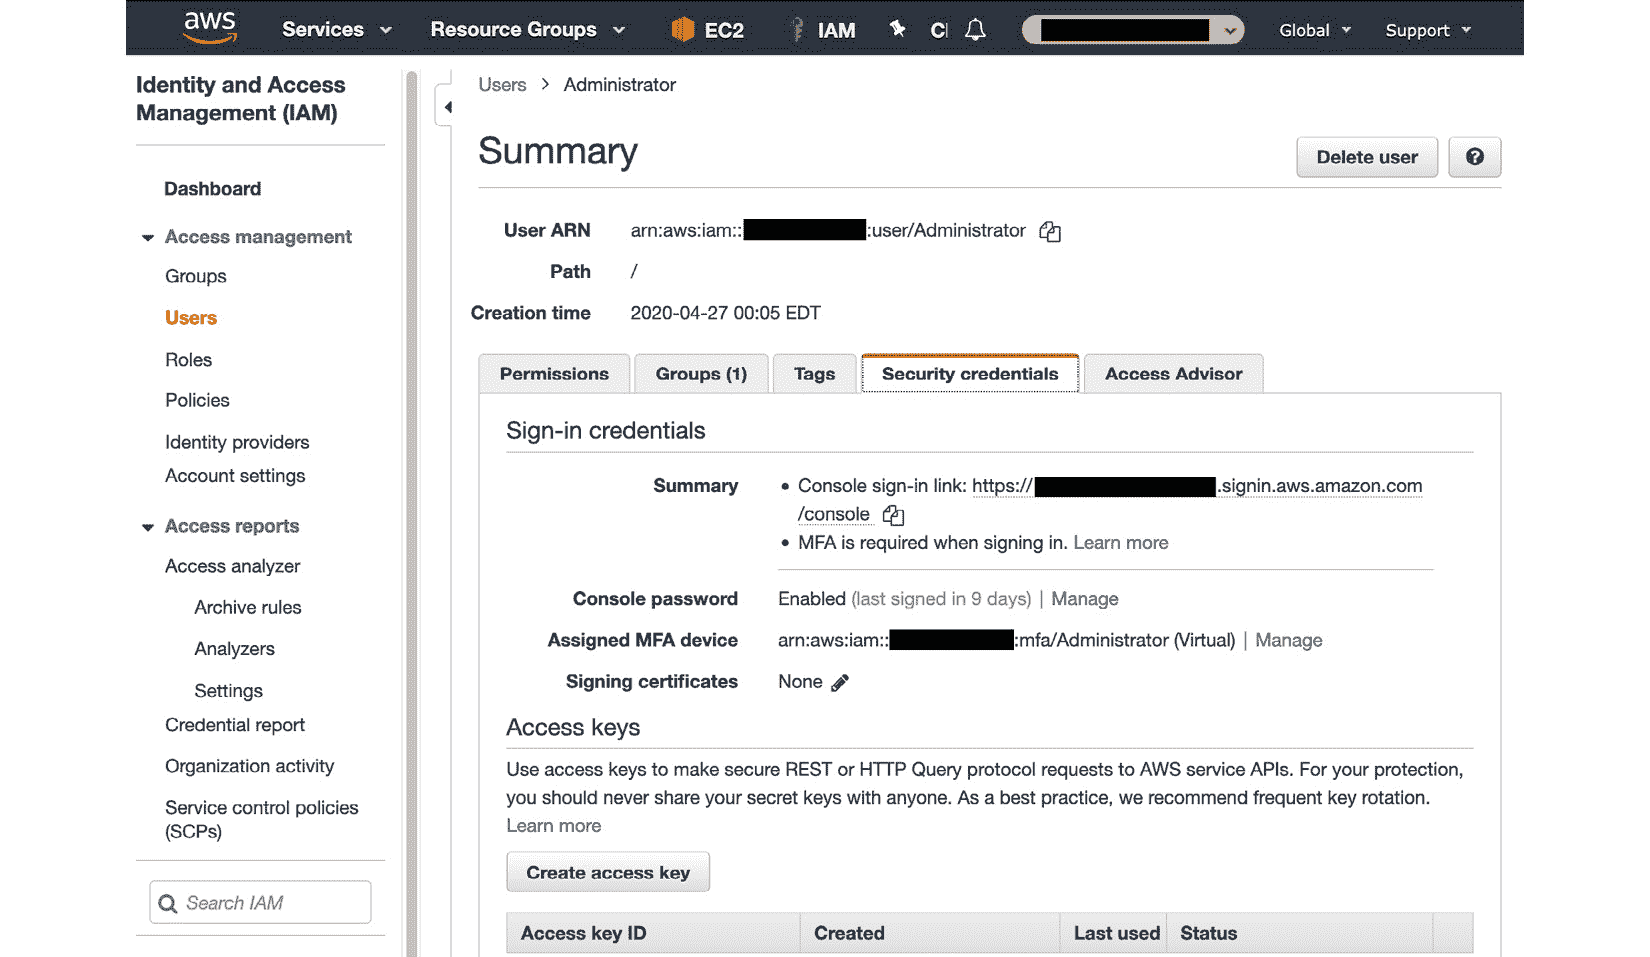 aws Services Resource Groups EC2 IAM Global Support
Identity and Access
Management (IAM)
Dashboard
Access management
Groups
Users
Roles
Policies
Identity providers
Account settings
Access reports
Access analyzer
Archive rules
Analyzers
Settings
Credential report
Organization activity
Service control policies
(SCPs)
Search IAM
Users > Administrator
Summary
Delete user
User ARN arn:aws:iam:: :user/Administrator
Path /
Creation time 2020-04-27 00:05 EDT
Permissions Groups (1) Tags Security credentials Access Advisor
Sign-in credentials
Summary • Console sign-in link: https:// .signin.aws.amazon.com
/console
• MFA is required when signing in. Learn more
Console password Enabled (last signed in 9 days) | Manage
Assigned MFA device arn:aws:iam:: :mfa/Administrator (Virtual) | Manage
Signing certificates None
Access keys
Use access keys to make secure REST or HTTP Query protocol requests to AWS service APIs. For your protection,
you should never share your secret keys with anyone. As a best practice, we recommend frequent key rotation.
Learn more
Create access key
Access key ID Created Last used Status